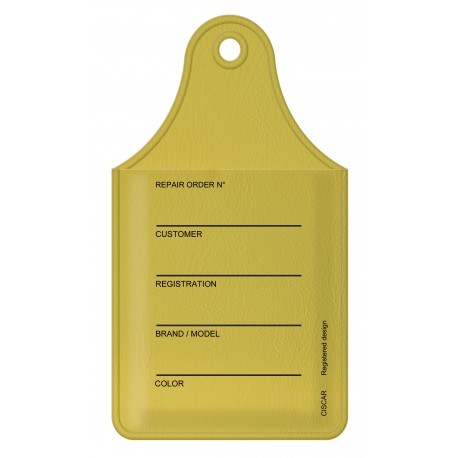 REPAIR ORDER N°
CUSTOMER
REGISTRATION
BRAND / MODEL
COLOR
CISCAR Registered design